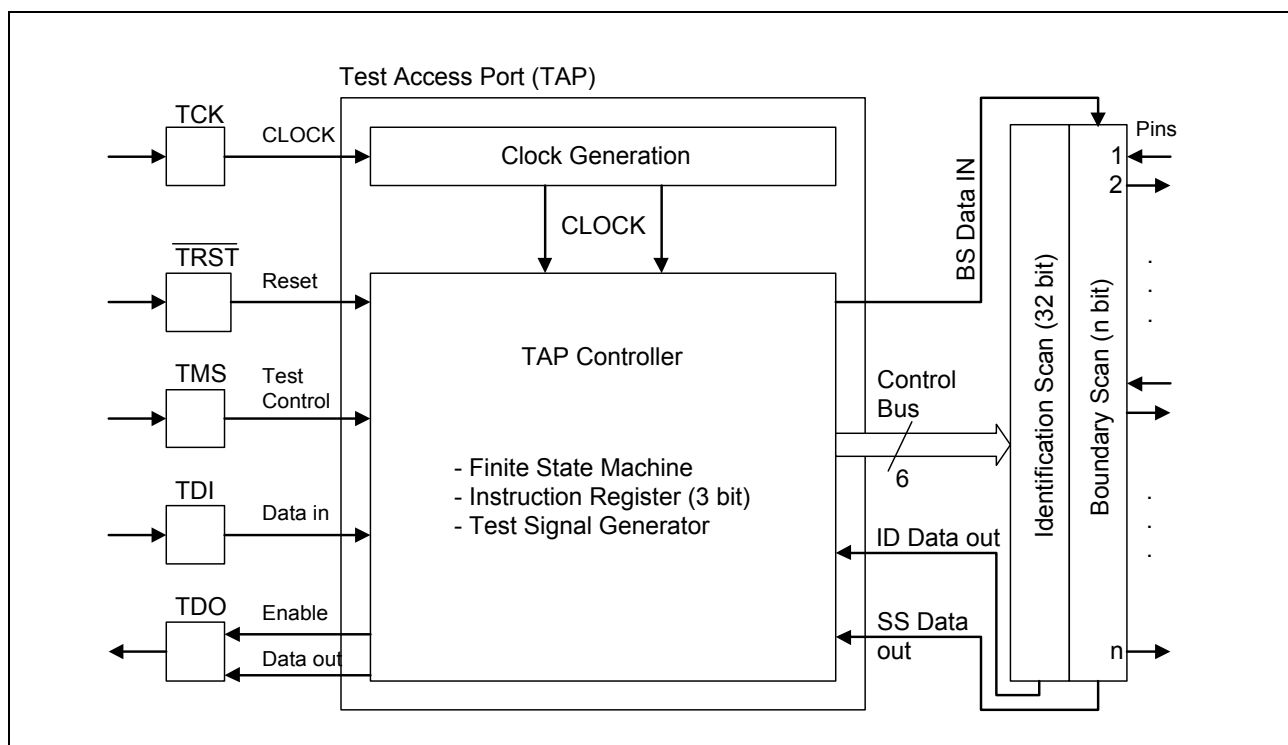 Test Access Port (TAP)
TCK
CLOCK
Clock Generation
CLOCK
TRST
Reset
TMS
Test
Control
TDI
Data in
TDO
Enable
Data out
TAP Controller
- Finite State Machine
- Instruction Register (3 bit)
- Test Signal Generator
BS Data IN
Control
Bus
6
ID Data out
SS Data
out
Identification Scan (32 bit)
Boundary Scan (n bit)
Pins
1
2
.
.
.
.
.
.
n